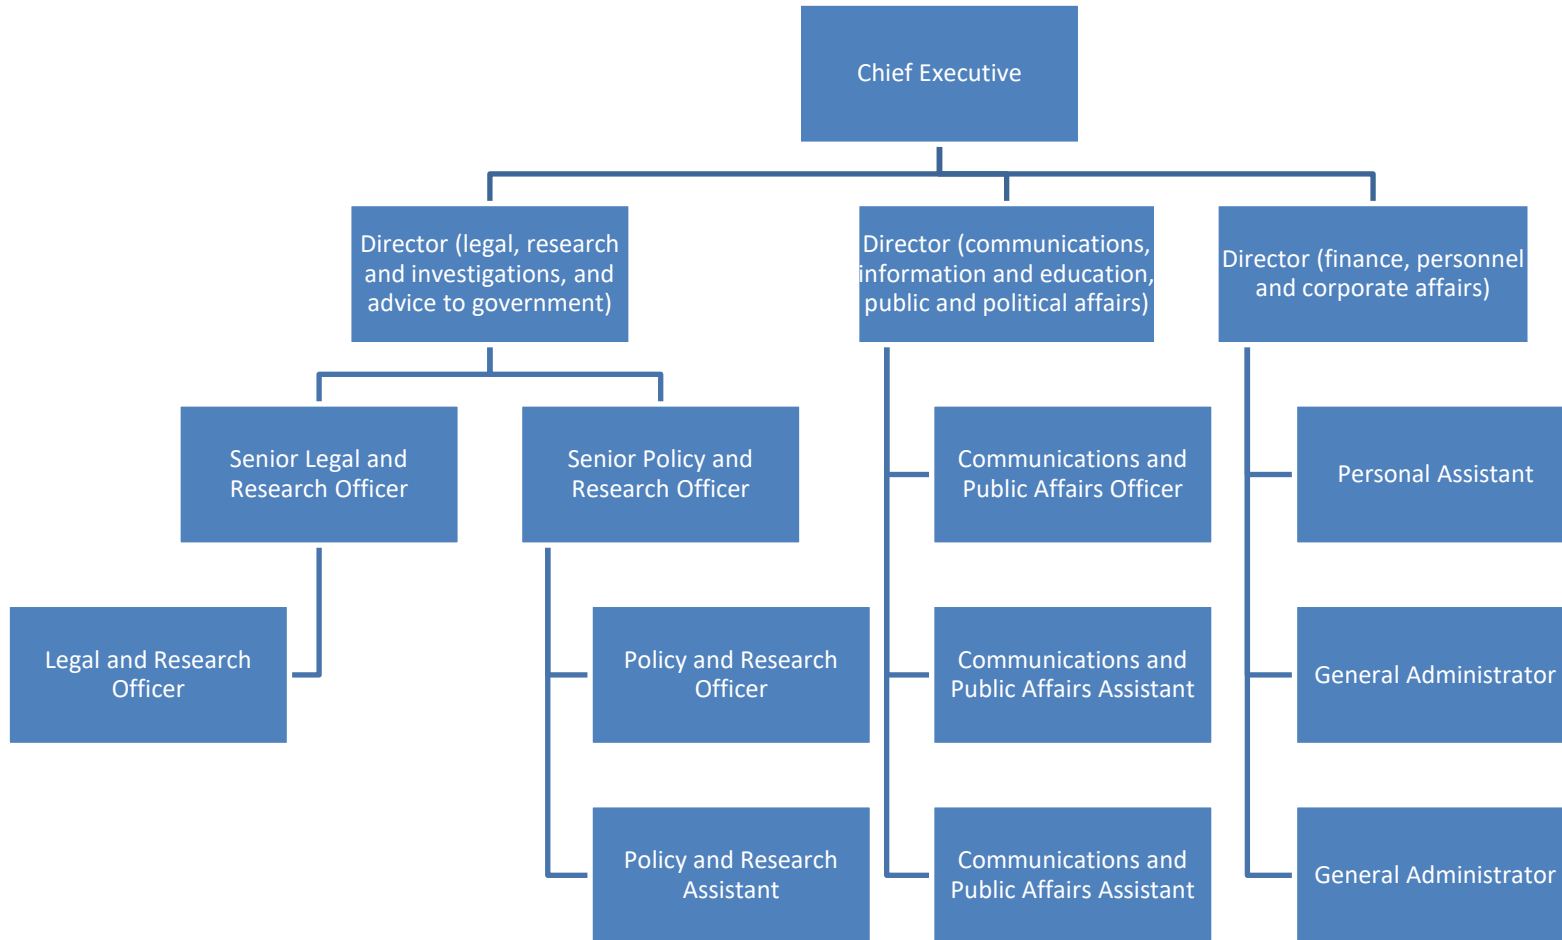 Chief Executive
Director (legal, research
and investigations, and
advice to government)
Director (communications,
information and education,
public and political affairs)
Director (finance, personnel
and corporate affairs)
Senior Legal and
Research Officer
Senior Policy and
Research Officer
Communications and
Public Affairs Officer
Personal Assistant
Legal and Research
Officer
Policy and Research
Officer
Communications and
Public Affairs Assistant
General Administrator
Policy and Research
Assistant
Communications and
Public Affairs Assistant
General Administrator